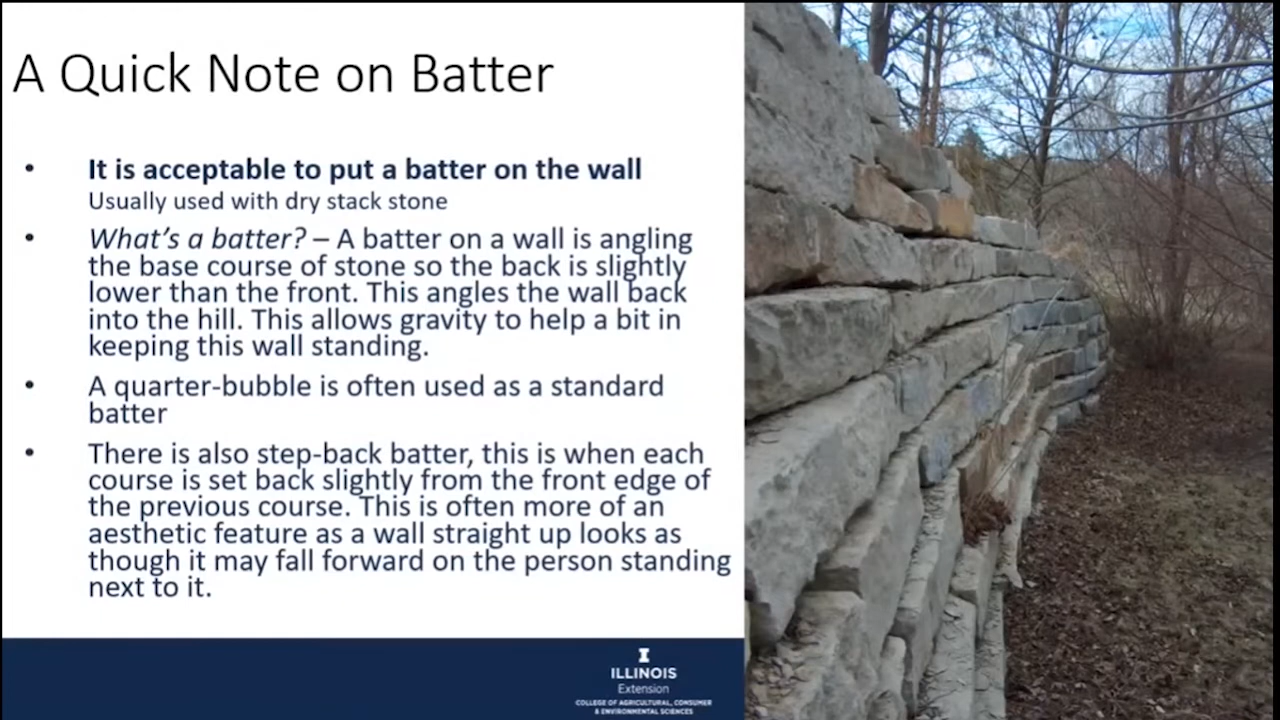 A Quick Note on Batter
• It is acceptable to put a batter on the wall
Usually used with dry stack stone
• What's a batter? – A batter on a wall is angling
the base course of stone so the back is slightly
lower than the front. This angles the wall back
into the hill. This allows gravity to help a bit in
keeping this wall standing.
• A quarter-bubble is often used as a standard
batter
• There is also step-back batter, this is when each
course is set back slightly from the front edge of
the previous course. This is often more of an
aesthetic feature as a wall straight up looks as
though it may fall forward on the person standing
next to it.
I
ILLINOIS
Extension
COLLEGE OF AGRICULTURAL, CONSUMER
& ENVIRONMENTAL SCIENCES